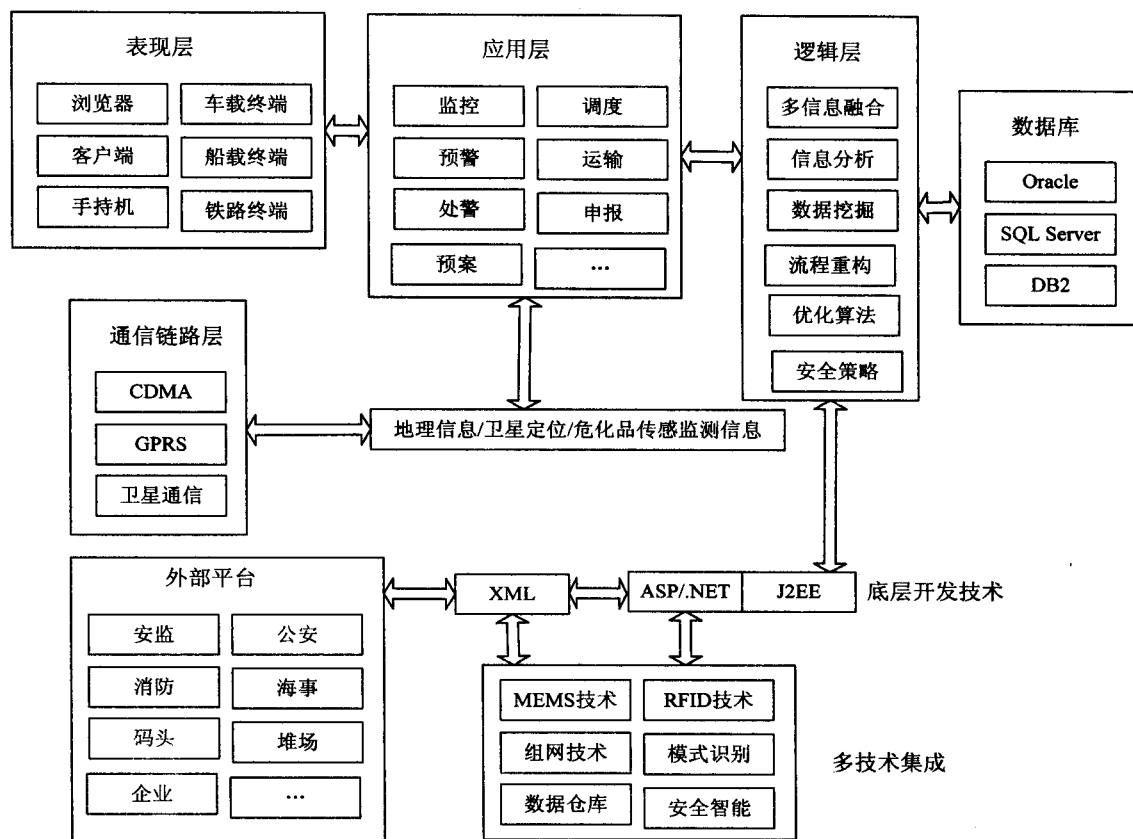 表现层
浏览器 车载终端
客户端 船载终端
手持机 铁路终端
应用层
监控 调度
预警 运输
处警 申报
预案 …
逻辑层
多信息融合
信息分析
数据挖掘
流程重构
优化算法
安全策略
数据库
Oracle
SQL Server
DB2
通信链路层
CDMA
GPRS
卫星通信
地理信息/卫星定位/危化品传感监测信息
外部平台
安监 公安
消防 海事
码头 堆场
企业 …
XML
ASP/.NET J2EE 底层开发技术
MEMS技术 RFID技术
组网技术 模式识别
数据仓库 安全智能
多技术集成